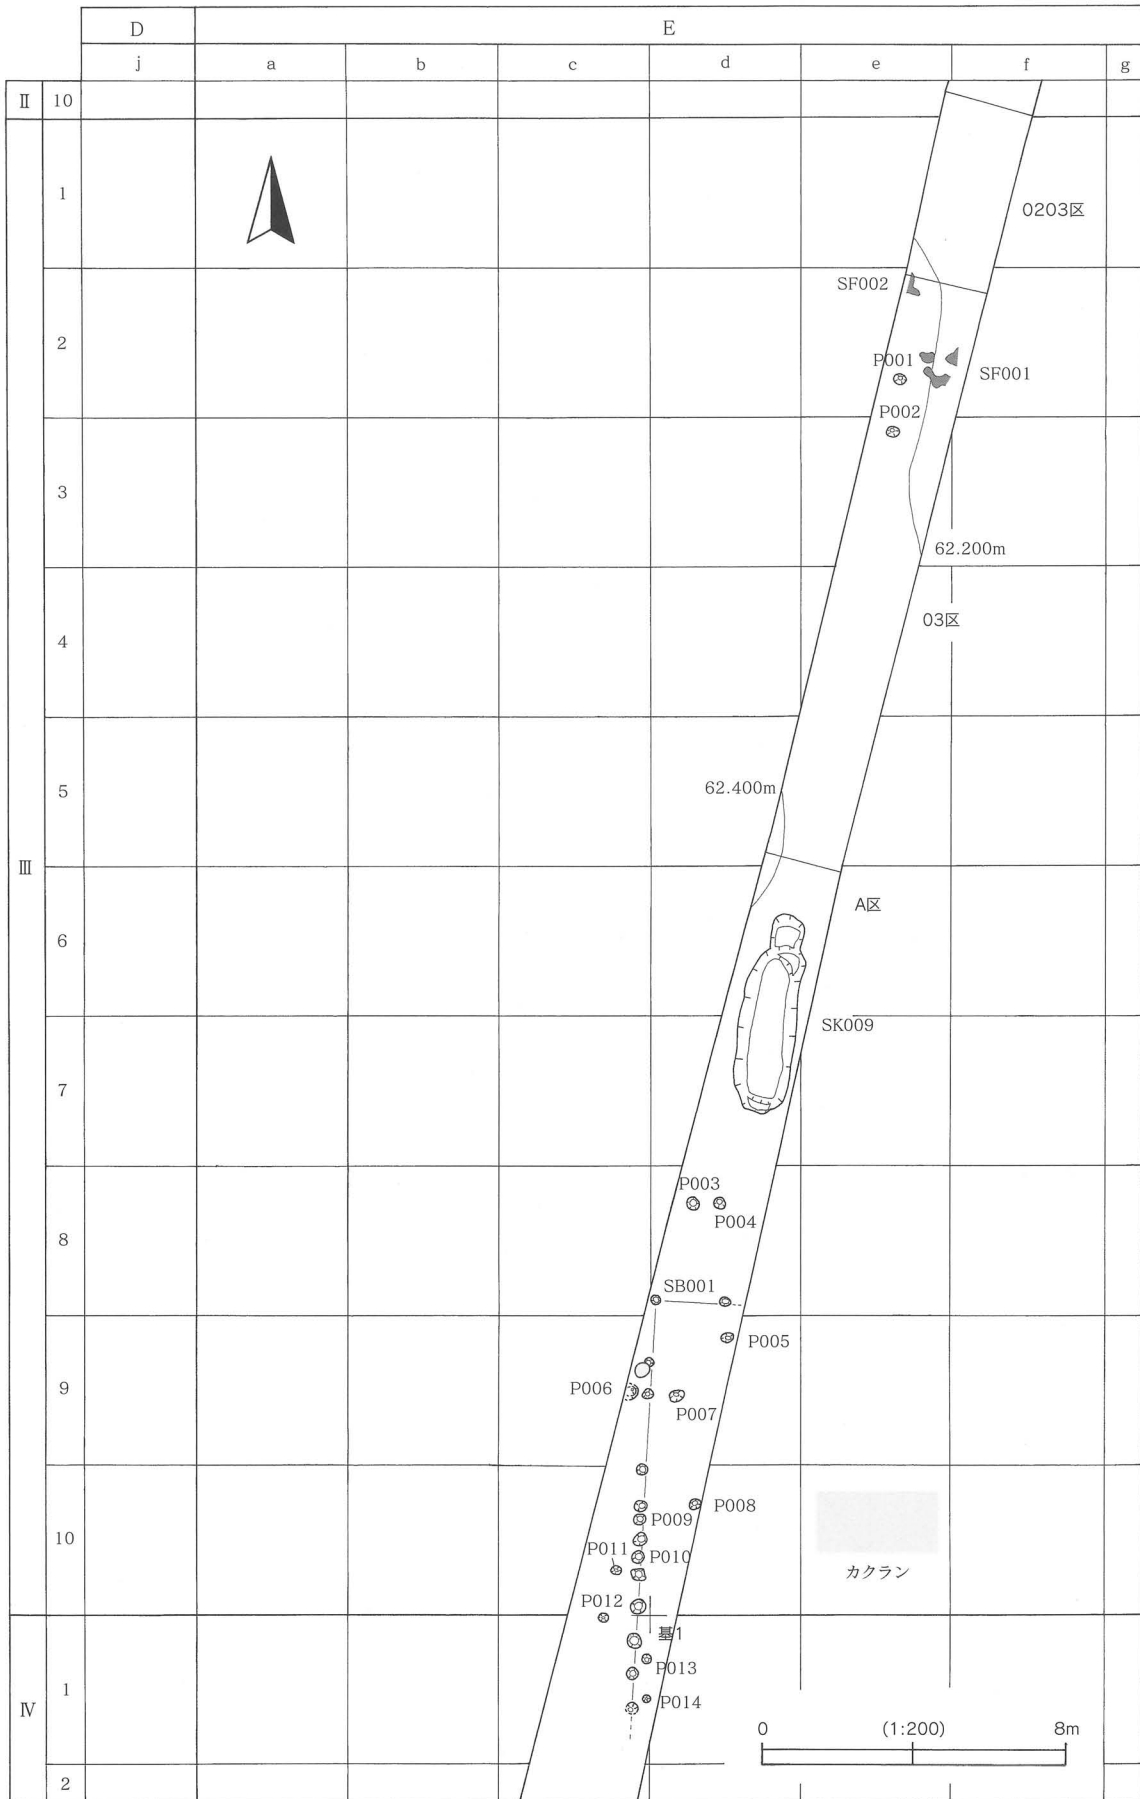 D E
j a b c d e f g
Ⅱ 10
1
0203区
SF002
2
P001
SF001
P002
3
62.200m
03区
4
62.400m
5
Ⅲ
A区
6
SK009
7
P003
P004
8
SB001
P005
9
P006
P007
P008
P009
10
P011
P010
カクラン
P012
基1
P013
1
P014
Ⅳ
0 (1:200) 8m
2